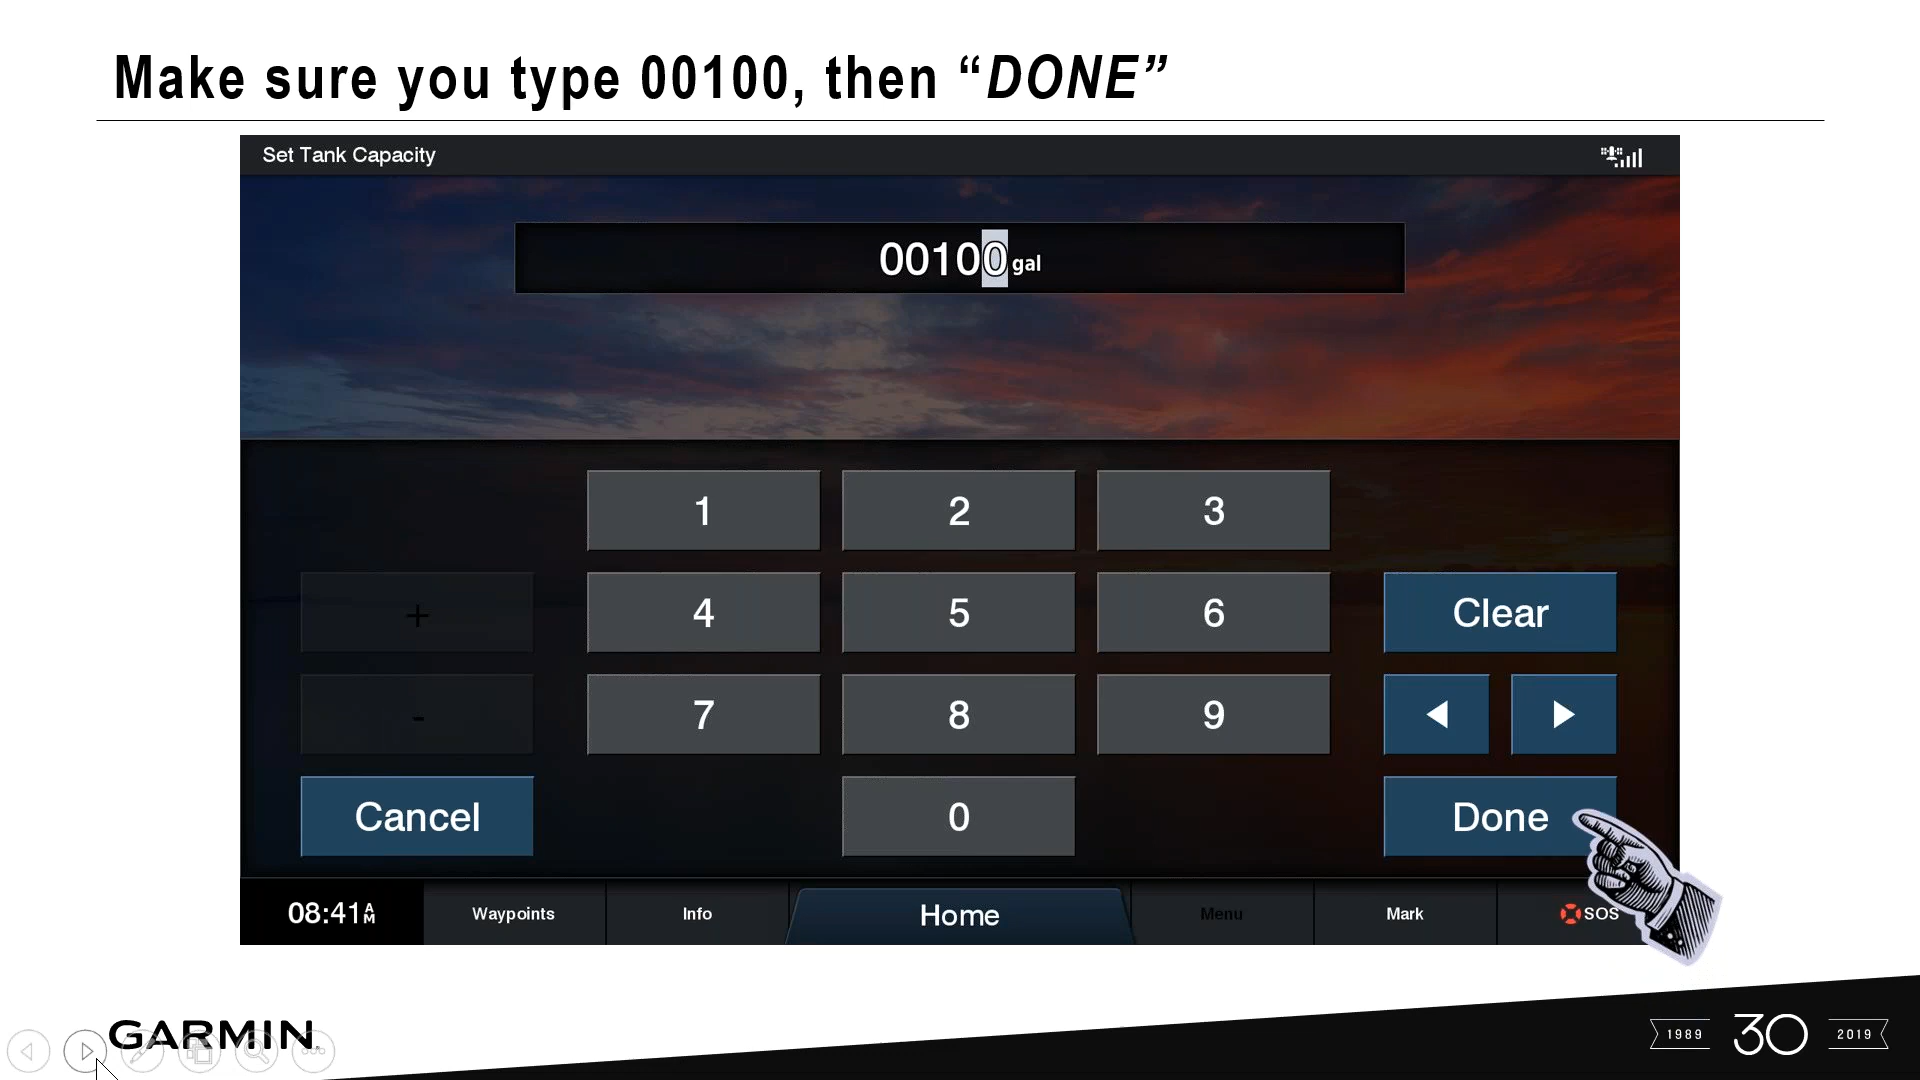 Make sure you type 00100, then “DONE”
Set Tank Capacity
00100 gal
1 2 3
+ 4 5 6 Clear
- 7 8 9
Cancel 0 Done
08:41 AM Waypoints Info Home Menu Mark SOS
GARMIN
1989 30 2019